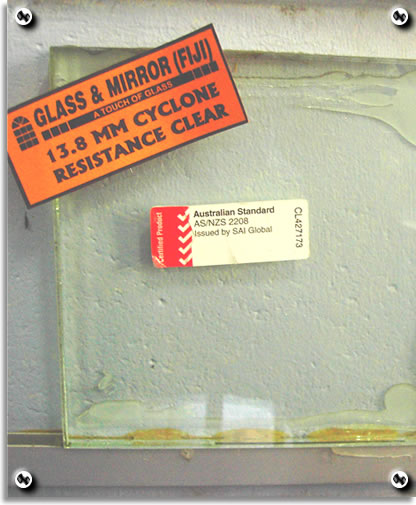 GLASS & MIRROR (FIJI)
A TOUCH OF GLASS
13.8 MM CYCLONE
RESISTANCE CLEAR
Certified Product
Australian Standard
AS/NZS 2208
Issued by SAI Global
CL427173